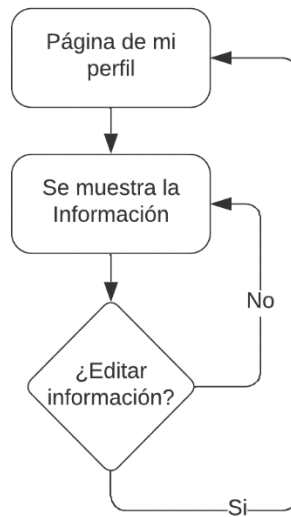 Página de mi
perfil
Se muestra la
Información
¿Editar
información?
No
Si